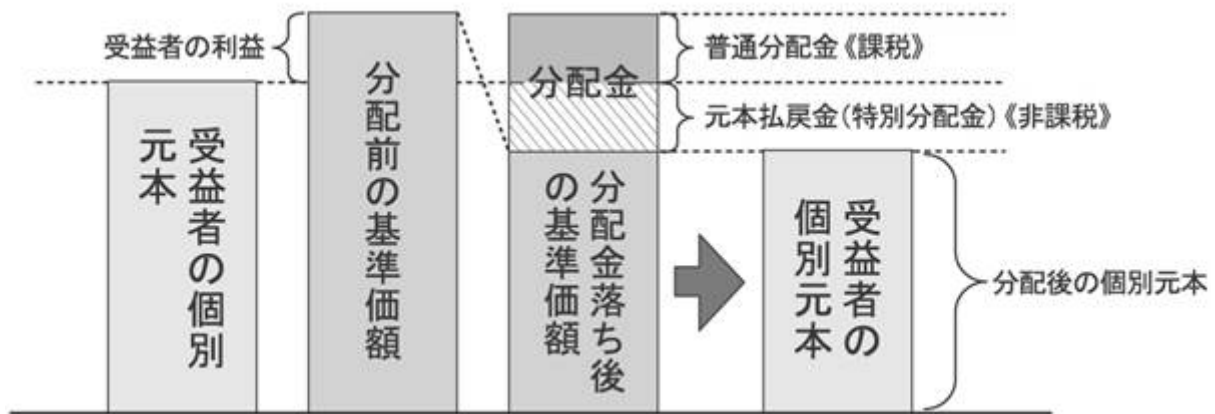 受益者の利益
受益者の個別
元本
分配前の基準価額
分配金
分配金落ち後
の基準価額
普通分配金《課税》
元本払戻金(特別分配金)《非課税》
受益者の
個別元本
分配後の個別元本